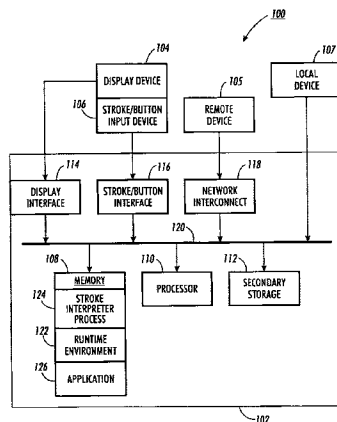 100
104
107
DISPLAY DEVICE
105
LOCAL DEVICE
106
STROKE/BUTTON INPUT DEVICE
REMOTE DEVICE
114
116
118
DISPLAY INTERFACE
STROKE/BUTTON INTERFACE
NETWORK INTERCONNECT
120
108
110
112
MEMORY
124
STROKE INTERPRETER PROCESS
PROCESSOR
SECONDARY STORAGE
122
RUNTIME ENVIRONMENT
126
APPLICATION
102